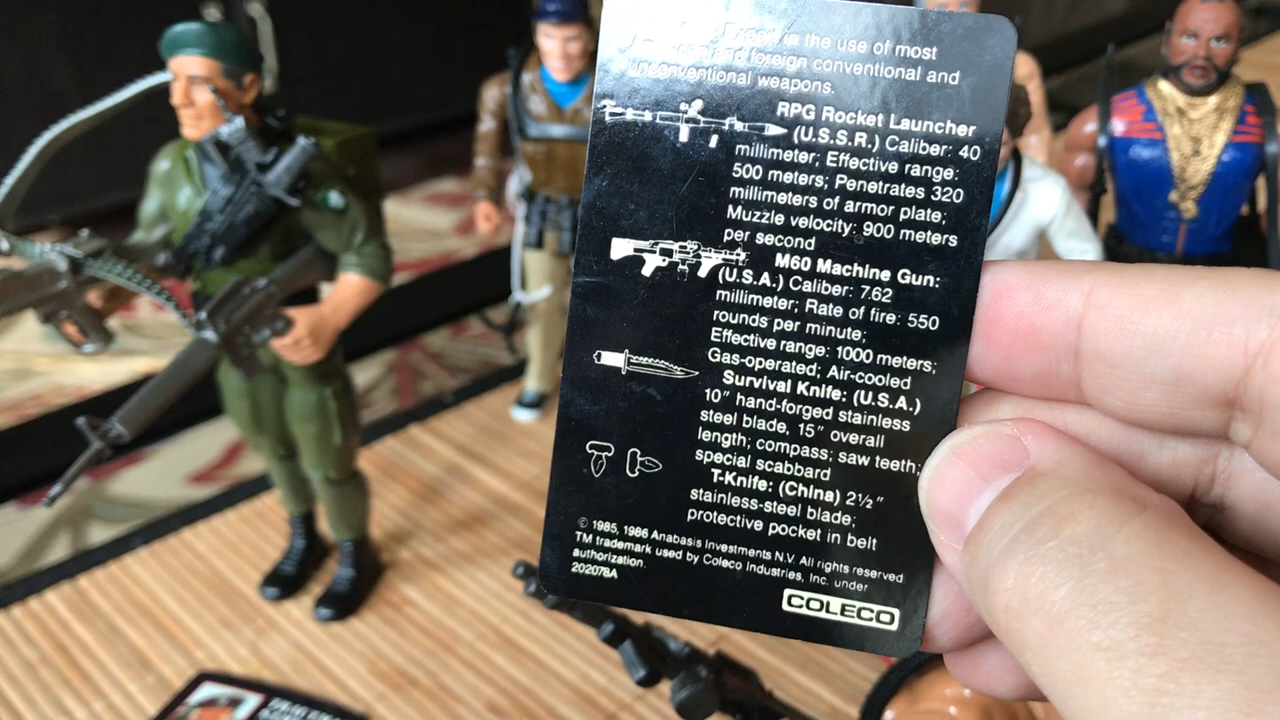 Expert in the use of most
and foreign conventional and
unconventional weapons.
RPG Rocket Launcher
(U.S.S.R.) Caliber: 40
millimeter; Effective range:
500 meters; Penetrates 320
millimeters of armor plate;
Muzzle velocity: 900 meters
per second
M60 Machine Gun:
(U.S.A.) Caliber: 7.62
millimeter; Rate of fire: 550
rounds per minute;
Effective range: 1000 meters;
Gas-operated; Air-cooled
Survival Knife: (U.S.A.)
10" hand-forged stainless
steel blade, 15" overall
length; compass; saw teeth;
special scabbard
T-Knife: (China) 2½"
stainless-steel blade;
protective pocket in belt
© 1985, 1986 Anabasis Investments N.V. All rights reserved
TM trademark used by Coleco Industries, Inc. under
authorization.
202078A
COLECO